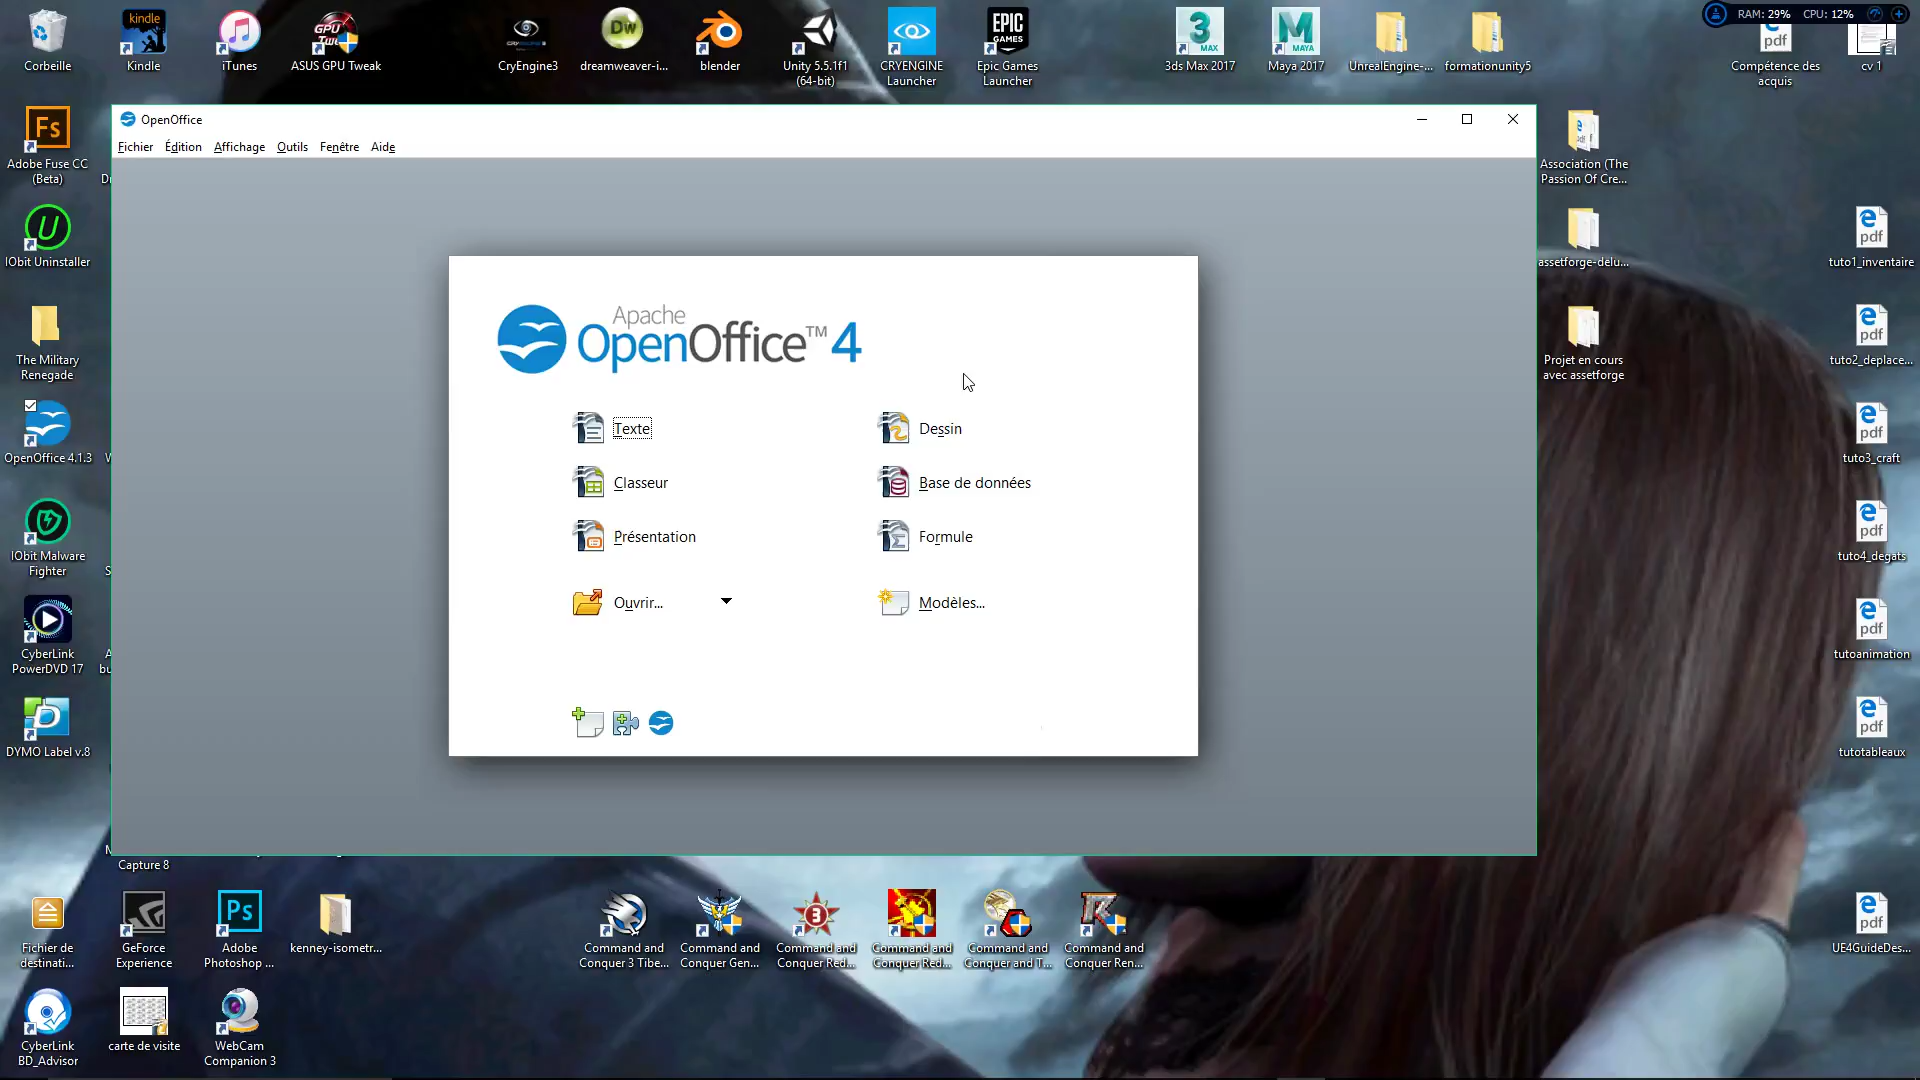 RAM: 29% CPU: 12%
Corbeille
Kindle
iTunes
ASUS GPU Tweak
CryEngine3
dreamweaver-i...
blender
Unity 5.5.1f1
(64-bit)
CRYENGINE
Launcher
Epic Games
Launcher
3ds Max 2017
Maya 2017
UnrealEngine-...
formationunity5
Compétence des
acquis
cv 1
Adobe Fuse CC
(Beta)
IObit Uninstaller
The Military
Renegade
OpenOffice 4.1.3
IObit Malware
Fighter
CyberLink
PowerDVD 17
DYMO Label v.8
OpenOffice
Fichier Édition Affichage Outils Fenêtre Aide
Apache
OpenOffice™ 4
Texte
Dessin
Classeur
Base de données
Présentation
Formule
Ouvrir...
Modèles...
Association (The
Passion Of Cre...
assetforge-delu...
Projet en cours
avec assetforge
tuto1_inventaire
tuto2_deplace...
tuto3_craft
tuto4_degats
tutoanimation
tutotableaux
UE4GuideDes...
Capture 8
Fichier de
destinati...
GeForce
Experience
Adobe
Photoshop ...
kenney-isometr...
Command and
Conquer 3 Tibe...
Command and
Conquer Gen...
Command and
Conquer Red...
Command and
Conquer Red...
Command and
Conquer and T...
Command and
Conquer Ren...
CyberLink
BD_Advisor
carte de visite
WebCam
Companion 3